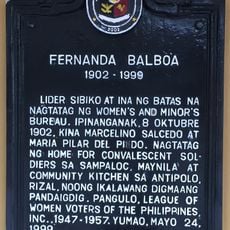 2001
FERNANDA BALBOA
1902 - 1999
LIDER SIBIKO AT INA NG BATAS NA
NAGTATAG NG WOMEN'S AND MINOR'S
BUREAU. IPINANGANAK, 8 OKTUBRE
1902, KINA MARCELINO SALCEDO AT
MARIA PILAR DEL PIDO. NAGTATAG
NG HOME FOR CONVALESCENT SOL-
DIERS SA SAMPALOC, MAYNILA AT
COMMUNITY KITCHEN SA ANTIPOLO,
RIZAL, NOONG IKALAWANG DIGMAANG
PANDAIGDIG. PANGULO, LEAGUE OF
WOMEN VOTERS OF THE PHILIPPINES,
INC., 1947-1957. YUMAO, MAYO 24,
1999.